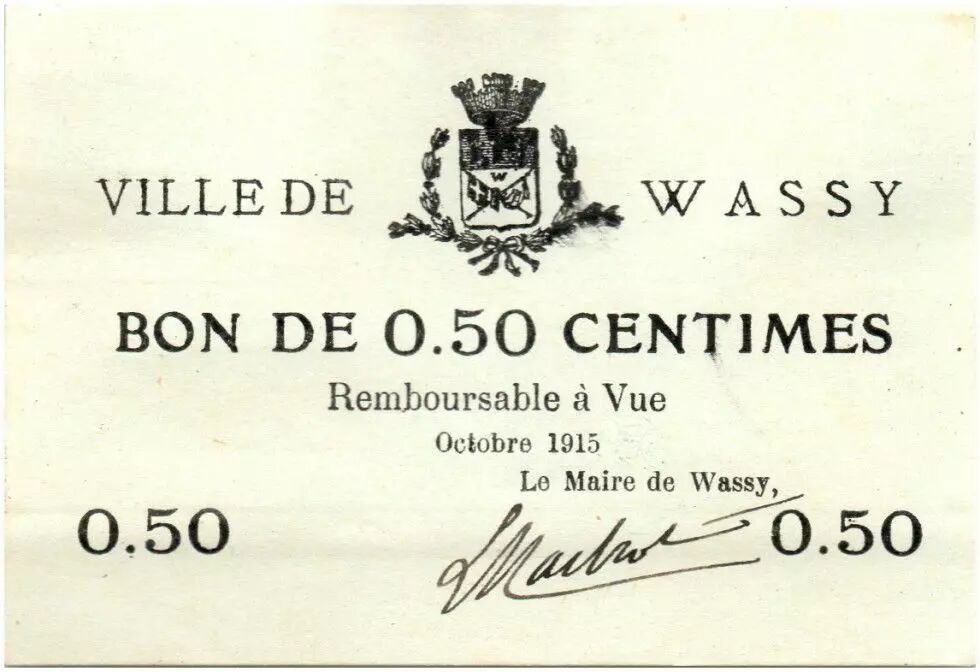 VILLE DE WASSY
W
BON DE 0.50 CENTIMES
Remboursable à Vue
Octobre 1915
Le Maire de Wassy,
0.50 0.50